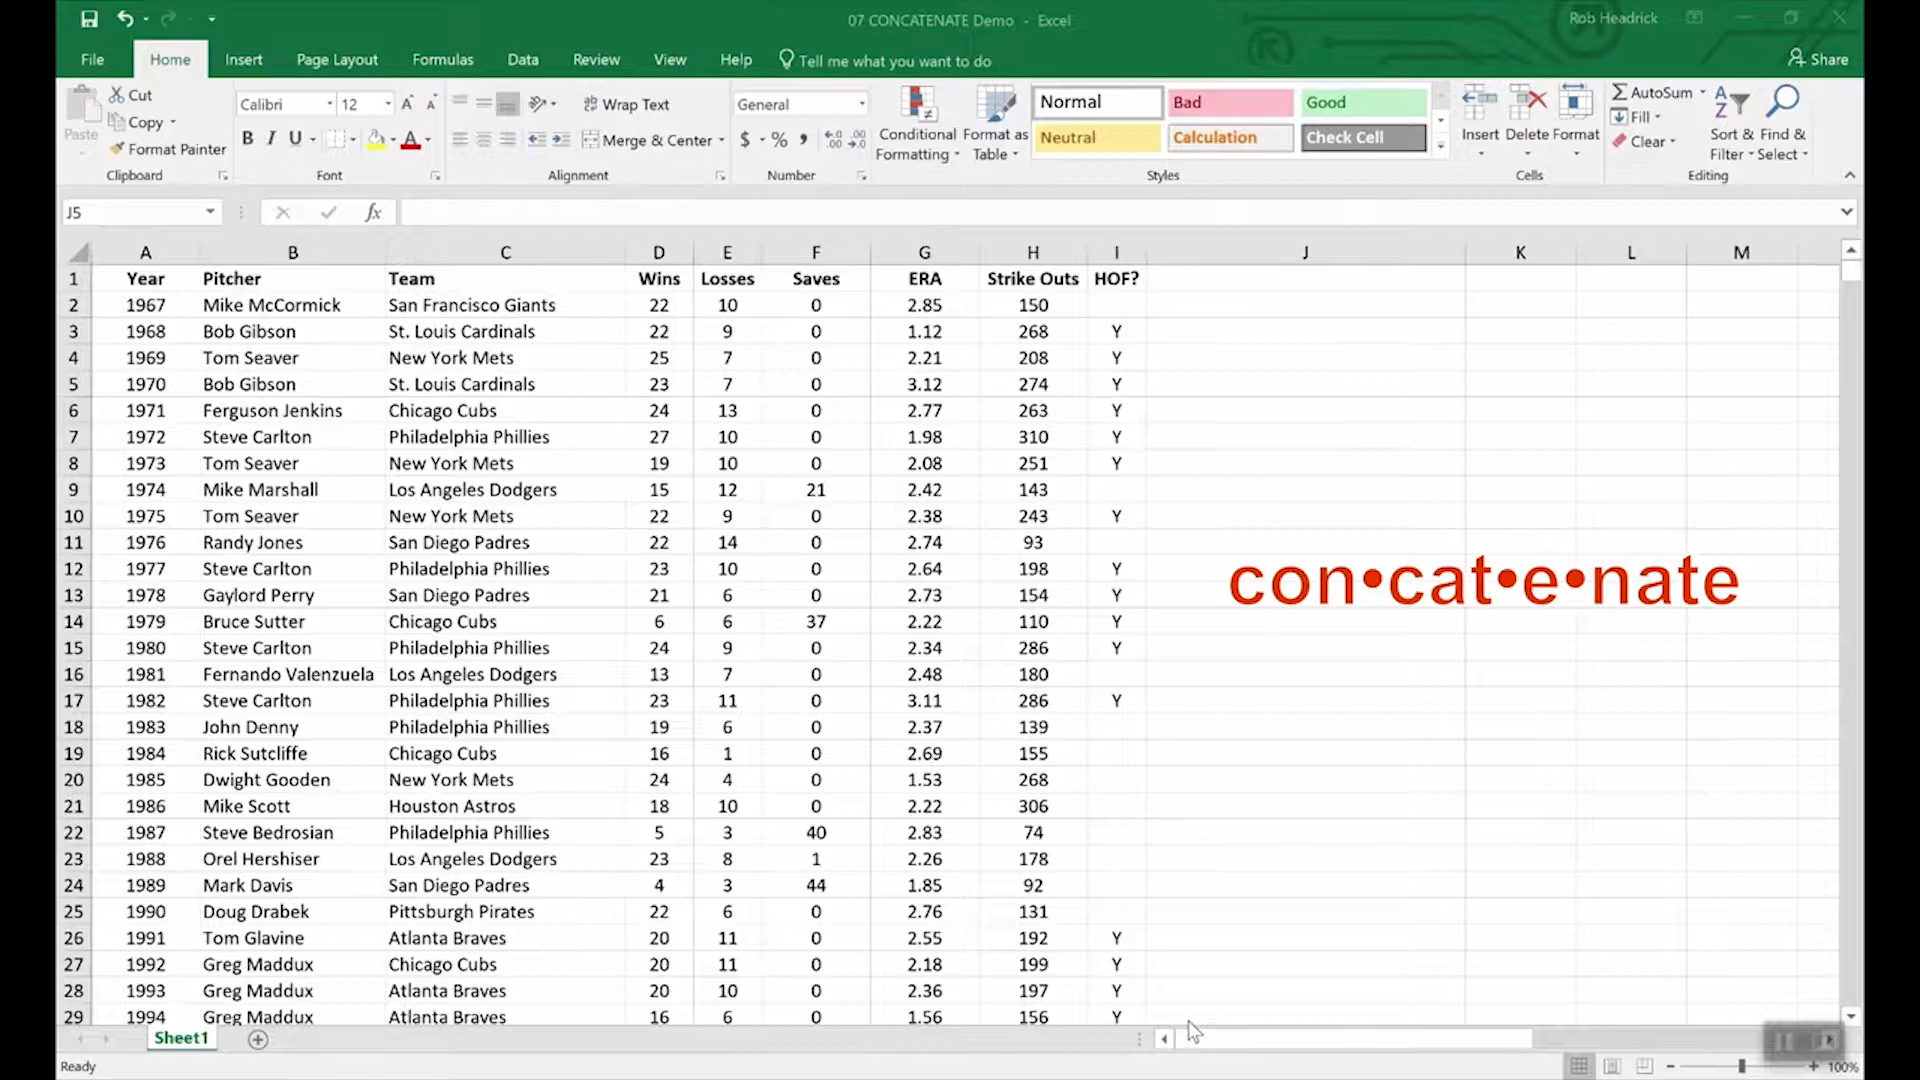 07 CONCATENATE Demo - Excel
Rob Headrick
File Home Insert Page Layout Formulas Data Review View Help Tell me what you want to do Share
Paste Cut Copy Format Painter
Calibri 12
B I U
Wrap Text
Merge & Center
General
$ % ,
Conditional Formatting
Format as Table
Normal Bad Good
Neutral Calculation Check Cell
Insert Delete Format
AutoSum Fill Clear
Sort & Filter
Find & Select
Clipboard Font Alignment Number Styles Cells Editing
J5 fx
A B C D E F G H I J K L M
1 Year Pitcher Team Wins Losses Saves ERA Strike Outs HOF?
2 1967 Mike McCormick San Francisco Giants 22 10 0 2.85 150
3 1968 Bob Gibson St. Louis Cardinals 22 9 0 1.12 268 Y
4 1969 Tom Seaver New York Mets 25 7 0 2.21 208 Y
5 1970 Bob Gibson St. Louis Cardinals 23 7 0 3.12 274 Y
6 1971 Ferguson Jenkins Chicago Cubs 24 13 0 2.77 263 Y
7 1972 Steve Carlton Philadelphia Phillies 27 10 0 1.98 310 Y
8 1973 Tom Seaver New York Mets 19 10 0 2.08 251 Y
9 1974 Mike Marshall Los Angeles Dodgers 15 12 21 2.42 143
10 1975 Tom Seaver New York Mets 22 9 0 2.38 243 Y
11 1976 Randy Jones San Diego Padres 22 14 0 2.74 93
12 1977 Steve Carlton Philadelphia Phillies 23 10 0 2.64 198 Y
13 1978 Gaylord Perry San Diego Padres 21 6 0 2.73 154 Y
con•cat•e•nate
14 1979 Bruce Sutter Chicago Cubs 6 6 37 2.22 110 Y
15 1980 Steve Carlton Philadelphia Phillies 24 9 0 2.34 286 Y
16 1981 Fernando Valenzuela Los Angeles Dodgers 13 7 0 2.48 180
17 1982 Steve Carlton Philadelphia Phillies 23 11 0 3.11 286 Y
18 1983 John Denny Philadelphia Phillies 19 6 0 2.37 139
19 1984 Rick Sutcliffe Chicago Cubs 16 1 0 2.69 155
20 1985 Dwight Gooden New York Mets 24 4 0 1.53 268
21 1986 Mike Scott Houston Astros 18 10 0 2.22 306
22 1987 Steve Bedrosian Philadelphia Phillies 5 3 40 2.83 74
23 1988 Orel Hershiser Los Angeles Dodgers 23 8 1 2.26 178
24 1989 Mark Davis San Diego Padres 4 3 44 1.85 92
25 1990 Doug Drabek Pittsburgh Pirates 22 6 0 2.76 131
26 1991 Tom Glavine Atlanta Braves 20 11 0 2.55 192 Y
27 1992 Greg Maddux Chicago Cubs 20 11 0 2.18 199 Y
28 1993 Greg Maddux Atlanta Braves 20 10 0 2.36 197 Y
29 1994 Greg Maddux Atlanta Braves 16 6 0 1.56 156 Y
Sheet1
Ready 100%